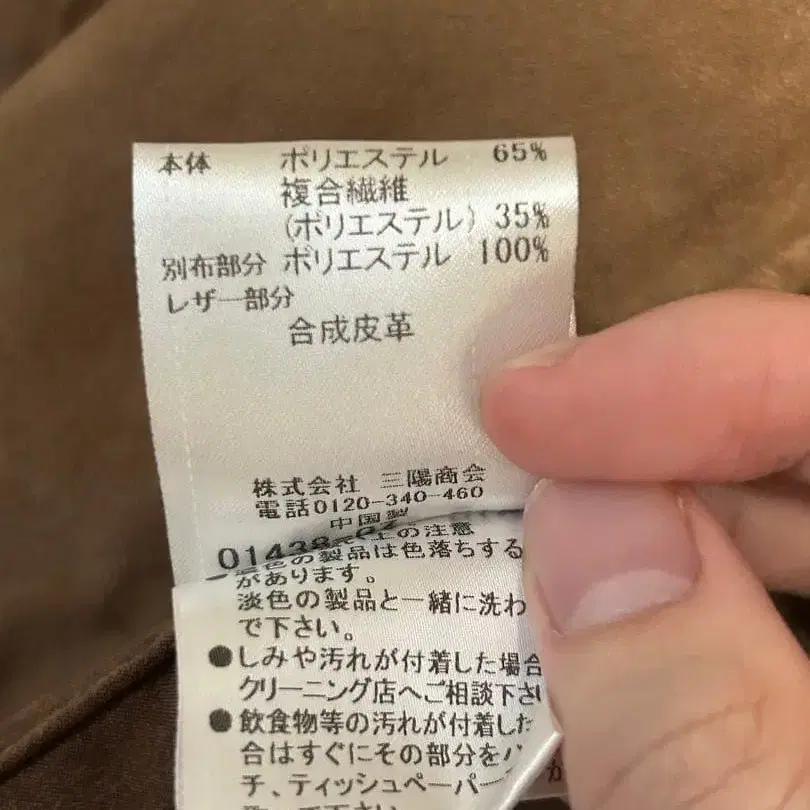 本体 ポリエステル 65%
複合繊維
(ポリエステル) 35%
別布部分 ポリエステル 100%
レザー部分
合成皮革
株式会社 三陽商会
電話0120-340-460
中国製
01438
の注意
色の製品は色落ちする
があります。
淡色の製品と一緒に洗わ
で下さい。
●しみや汚れが付着した場合
クリーニング店へご相談下さ
●飲食物等の汚れが付着した
合はすぐにその部分を
チ、ティッシュペーパー
か